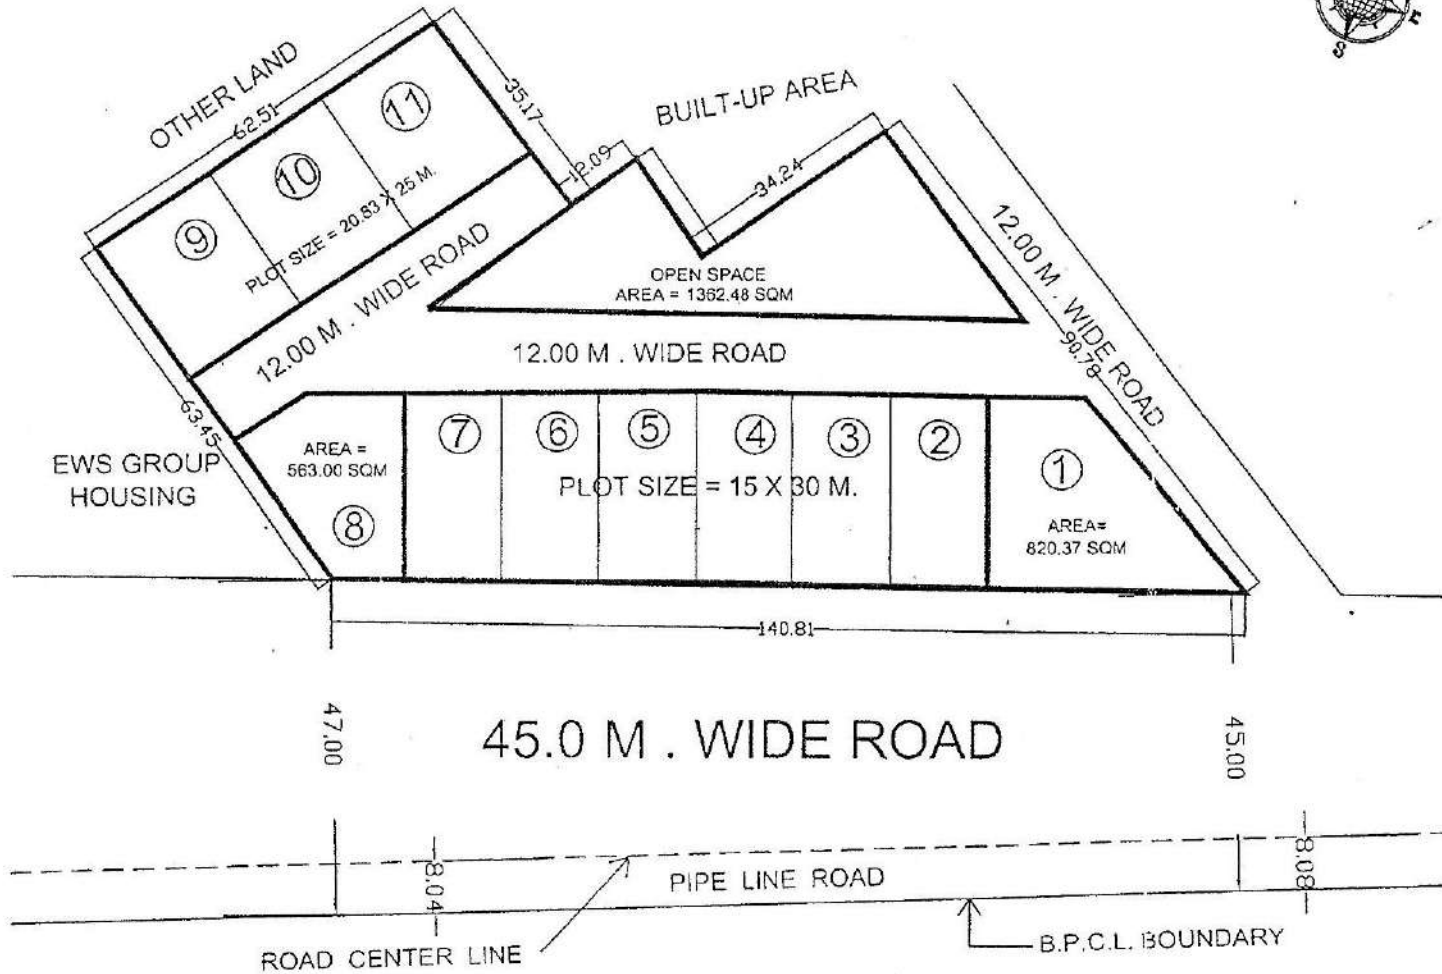 S
E
OTHER LAND
62.51
35.17
BUILT-UP AREA
12.09
34.24
11
10
9
PLOT SIZE = 20.83 X 25 M.
12.00 M . WIDE ROAD
OPEN SPACE
AREA = 1362.48 SQM
12.00 M . WIDE ROAD
90.78
12.00 M . WIDE ROAD
63.45
EWS GROUP
HOUSING
AREA =
563.00 SQM
8
7
6
5
4
3
2
1
PLOT SIZE = 15 X 30 M.
AREA=
820.37 SQM
140.81
47.00
45.0 M . WIDE ROAD
45.00
8.04
PIPE LINE ROAD
8.08
ROAD CENTER LINE
B.P.C.L. BOUNDARY